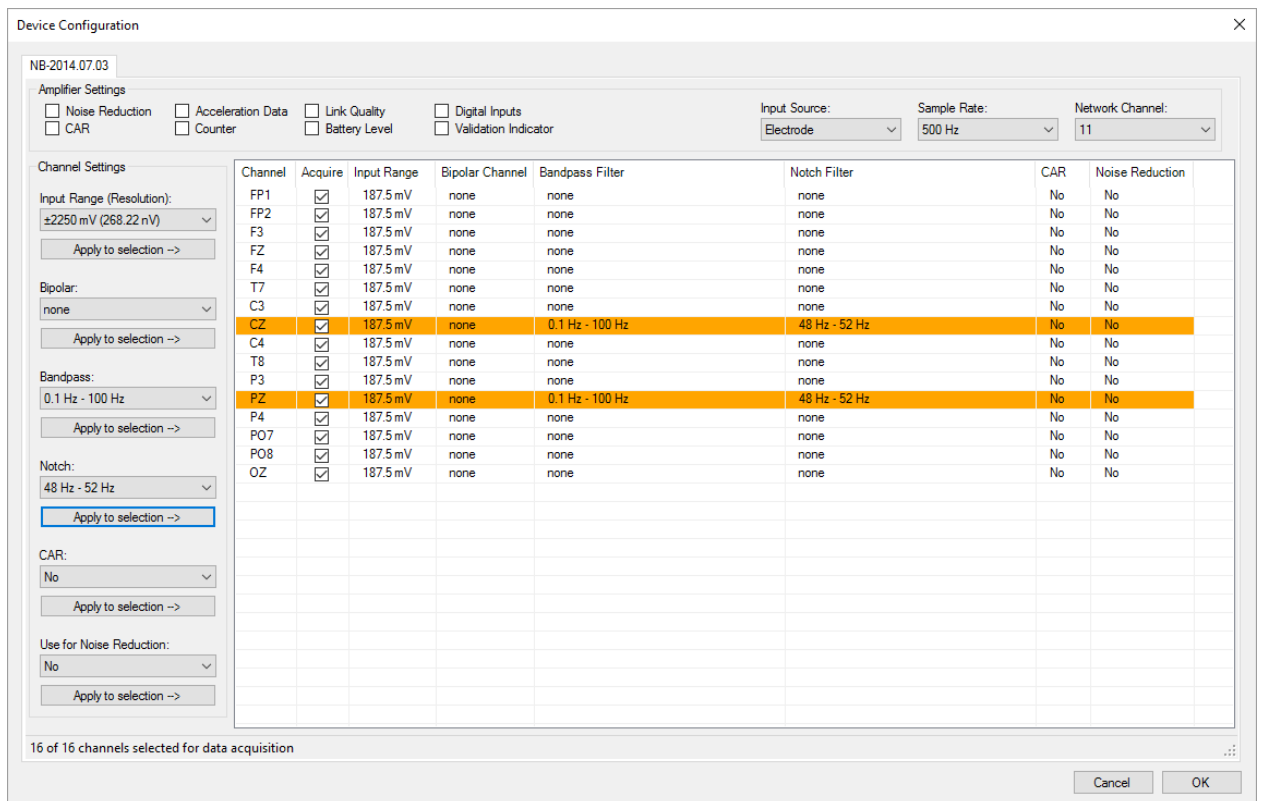 Device Configuration
NB-2014.07.03
Amplifier Settings
Noise Reduction Acceleration Data Link Quality Digital Inputs
CAR Counter Battery Level Validation Indicator
Input Source: Sample Rate: Network Channel:
Electrode 500 Hz 11
Channel Settings
Input Range (Resolution):
±2250 mV (268.22 nV)
Apply to selection -->
Bipolar:
none
Apply to selection -->
Bandpass:
0.1 Hz - 100 Hz
Apply to selection -->
Notch:
48 Hz - 52 Hz
Apply to selection -->
CAR:
No
Apply to selection -->
Use for Noise Reduction:
No
Apply to selection -->
Channel Acquire Input Range Bipolar Channel Bandpass Filter Notch Filter CAR Noise Reduction
FP1 187.5 mV none none none No No
FP2 187.5 mV none none none No No
F3 187.5 mV none none none No No
FZ 187.5 mV none none none No No
F4 187.5 mV none none none No No
T7 187.5 mV none none none No No
C3 187.5 mV none none none No No
CZ 187.5 mV none 0.1 Hz - 100 Hz 48 Hz - 52 Hz No No
C4 187.5 mV none none none No No
T8 187.5 mV none none none No No
P3 187.5 mV none none none No No
PZ 187.5 mV none 0.1 Hz - 100 Hz 48 Hz - 52 Hz No No
P4 187.5 mV none none none No No
PO7 187.5 mV none none none No No
PO8 187.5 mV none none none No No
OZ 187.5 mV none none none No No
16 of 16 channels selected for data acquisition
Cancel OK